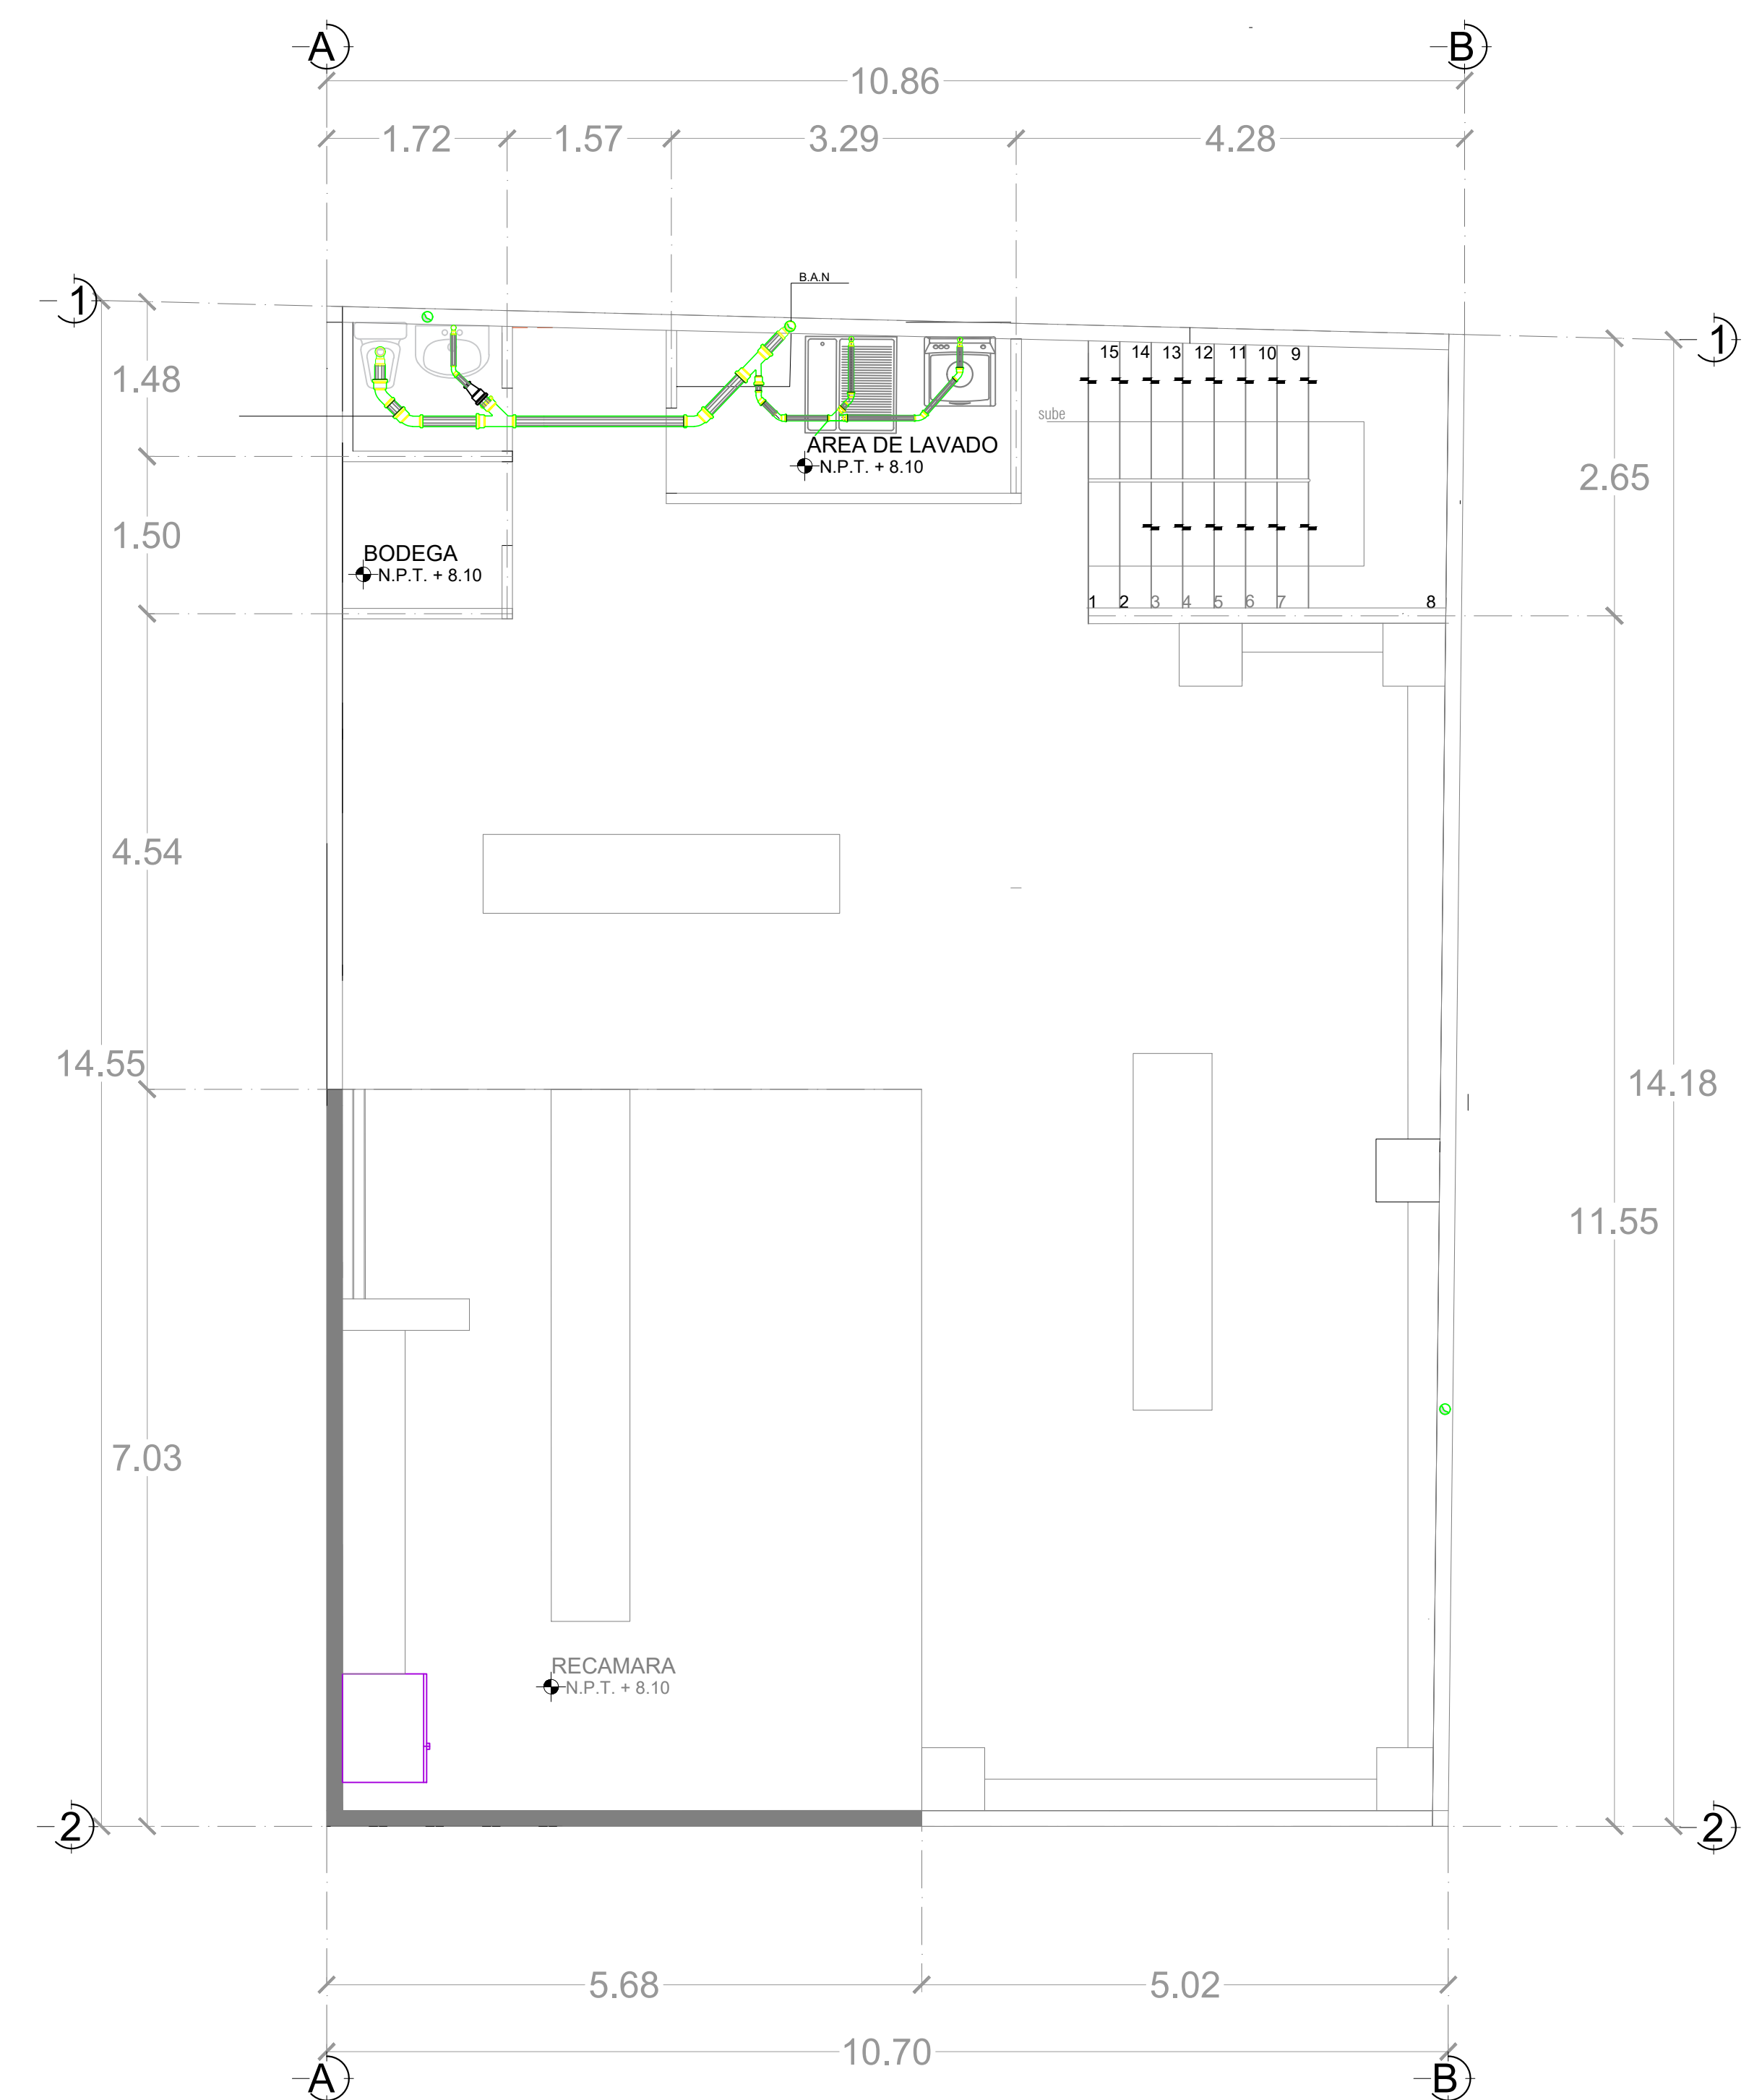 A
B
10.86
1.72
1.57
3.29
4.28
B.A.N
1
1
15 14 13 12 11 10 9
1.48
sube
AREA DE LAVADO
N.P.T. + 8.10
2.65
1.50
BODEGA
N.P.T. + 8.10
1 2 3 4 5 6 7 8
4.54
14.55
14.18
11.55
7.03
RECAMARA
N.P.T. + 8.10
2
2
5.68
5.02
10.70
A
B